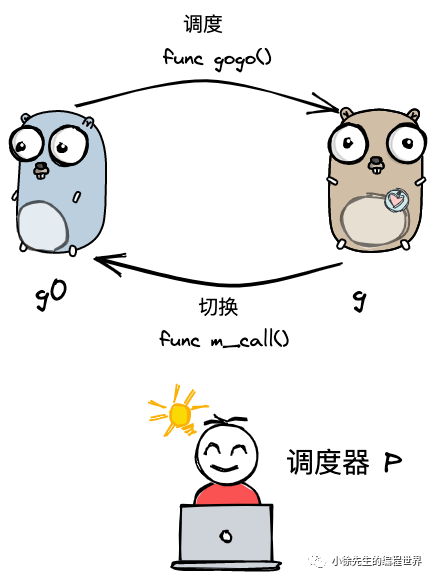 调度
func gogo()
g0
g
切换
func m_call()
调度器 P
小徐先生的编程世界